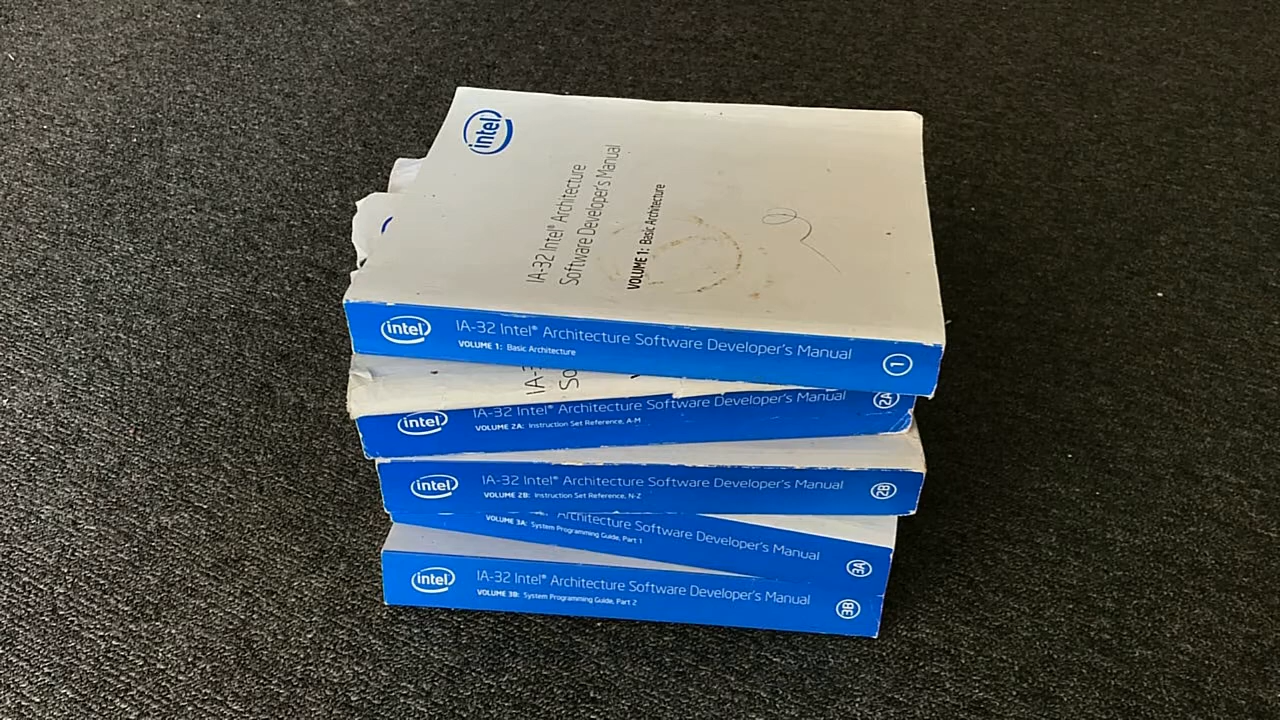 intel
IA-32 Intel® Architecture
Software Developer's Manual
VOLUME 1: Basic Architecture
intel
IA-32 Intel® Architecture Software Developer's Manual
VOLUME 1: Basic Architecture
1
IA-3
So
intel
IA-32 Intel® Architecture Software Developer's Manual
VOLUME 2A: Instruction Set Reference, A-M
2A
intel
IA-32 Intel® Architecture Software Developer's Manual
VOLUME 2B: Instruction Set Reference, N-Z
2B
Architecture Software Developer's Manual
VOLUME 3A: System Programming Guide, Part 1
3A
intel
IA-32 Intel® Architecture Software Developer's Manual
VOLUME 3B: System Programming Guide, Part 2
3B